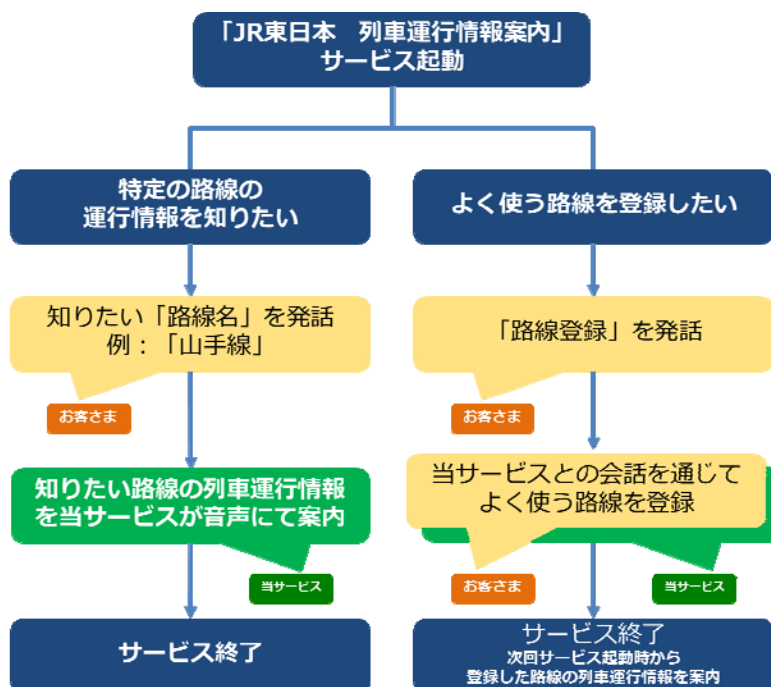 「JR東日本　列車運行情報案内」
サービス起動
特定の路線の
運行情報を知りたい
よく使う路線を登録したい
知りたい「路線名」を発話
例：「山手線」
「路線登録」を発話
お客さま
お客さま
知りたい路線の列車運行情報
を当サービスが音声にて案内
当サービスとの会話を通じて
よく使う路線を登録
当サービス
お客さま
当サービス
サービス終了
サービス終了
次回サービス起動時から
登録した路線の列車運行情報を案内